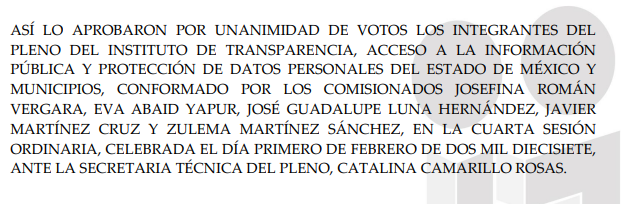 ASÍ LO APROBARON POR UNANIMIDAD DE VOTOS LOS INTEGRANTES DEL
PLENO DEL INSTITUTO DE TRANSPARENCIA, ACCESO A LA INFORMACIÓN
PÚBLICA Y PROTECCIÓN DE DATOS PERSONALES DEL ESTADO DE MÉXICO Y
MUNICIPIOS, CONFORMADO POR LOS COMISIONADOS JOSEFINA ROMÁN
VERGARA, EVA ABAID YAPUR, JOSÉ GUADALUPE LUNA HERNÁNDEZ, JAVIER
MARTÍNEZ CRUZ Y ZULEMA MARTÍNEZ SÁNCHEZ, EN LA CUARTA SESIÓN
ORDINARIA, CELEBRADA EL DÍA PRIMERO DE FEBRERO DE DOS MIL DIECISIETE,
ANTE LA SECRETARIA TÉCNICA DEL PLENO, CATALINA CAMARILLO ROSAS.